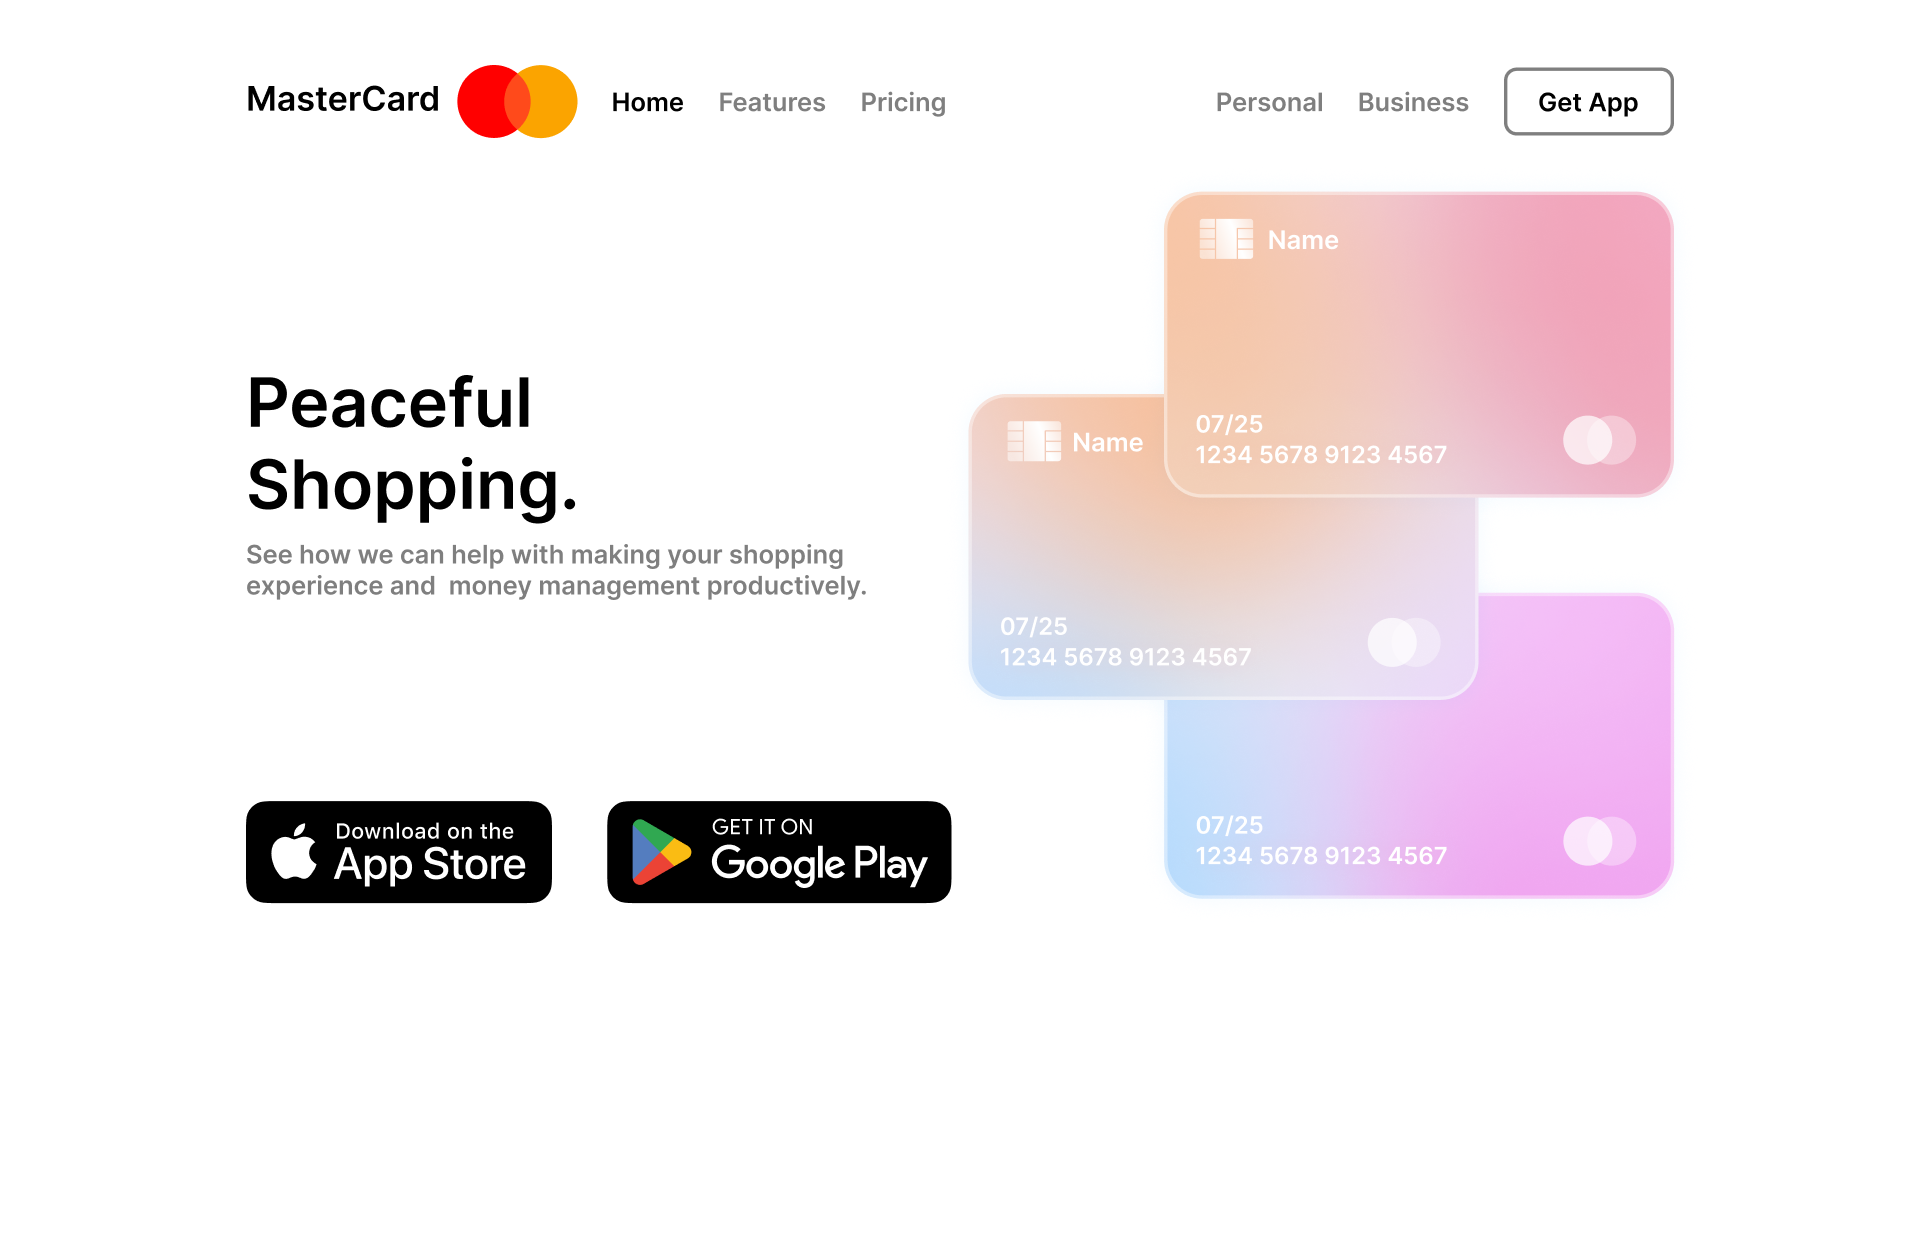 MasterCard
Home
Features
Pricing
Personal
Business
Get App
Name
07/25
1234 5678 9123 4567
Peaceful
Shopping.
See how we can help with making your shopping
experience and  money management productively.
Name
07/25
1234 5678 9123 4567
07/25
1234 5678 9123 4567
Download on the
App Store
GET IT ON
Google Play